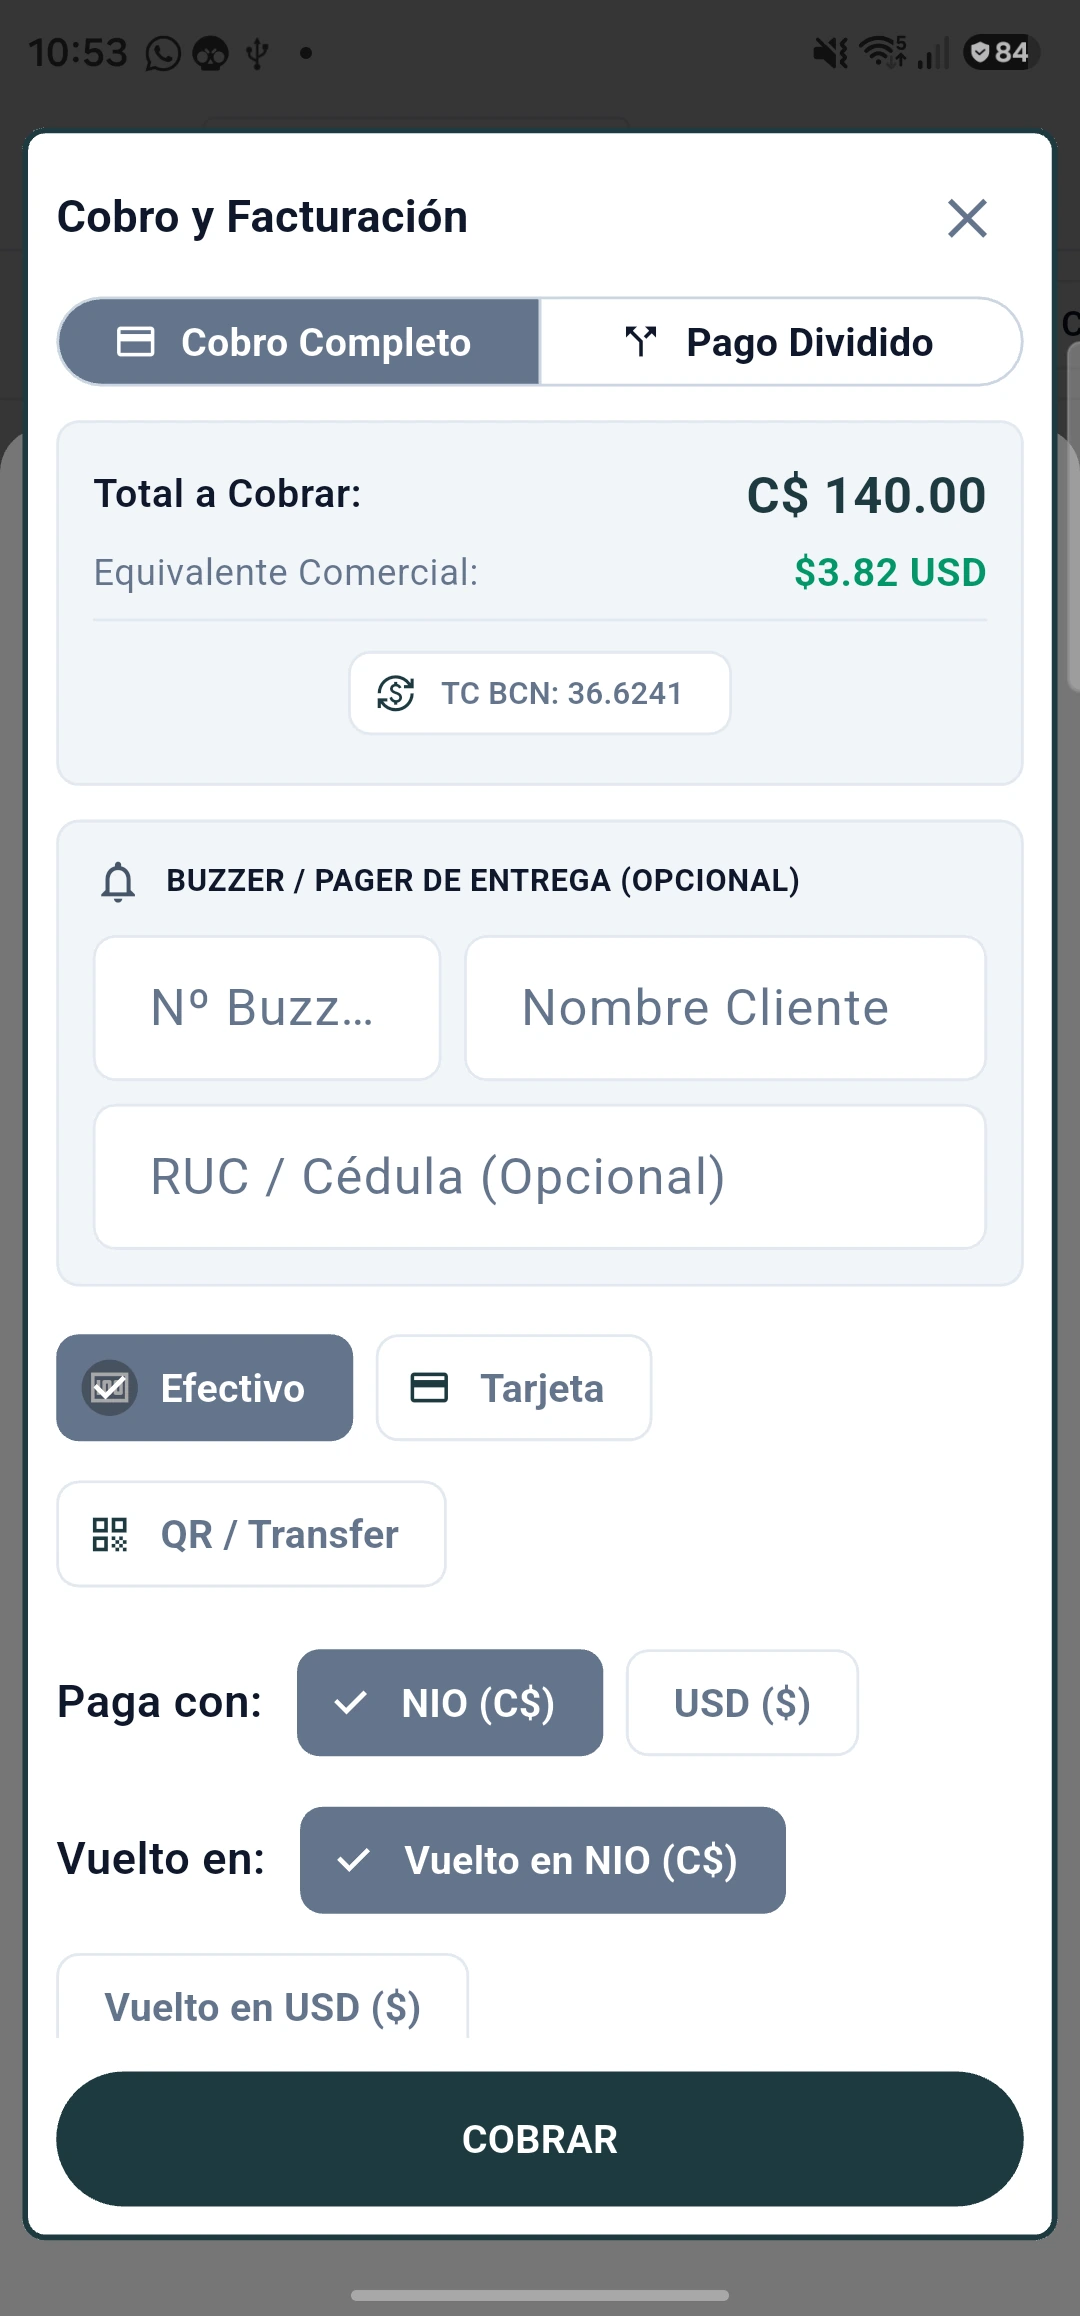 10:53
5
84
Cobro y Facturación
Cobro Completo
Pago Dividido
Total a Cobrar:
C$ 140.00
Equivalente Comercial:
$3.82 USD
TC BCN: 36.6241
BUZZER / PAGER DE ENTREGA (OPCIONAL)
Nº Buzz...
Nombre Cliente
RUC / Cédula (Opcional)
Efectivo
Tarjeta
QR / Transfer
Paga con:
NIO (C$)
USD ($)
Vuelto en:
Vuelto en NIO (C$)
Vuelto en USD ($)
COBRAR